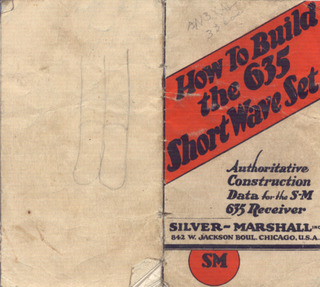 How To Build
the 635
Short Wave Set
Authoritative
Construction
Data for the S-M
635 Receiver
SILVER-MARSHALL INC
842 W. JACKSON BOUL. CHICAGO, U.S.A.
SM